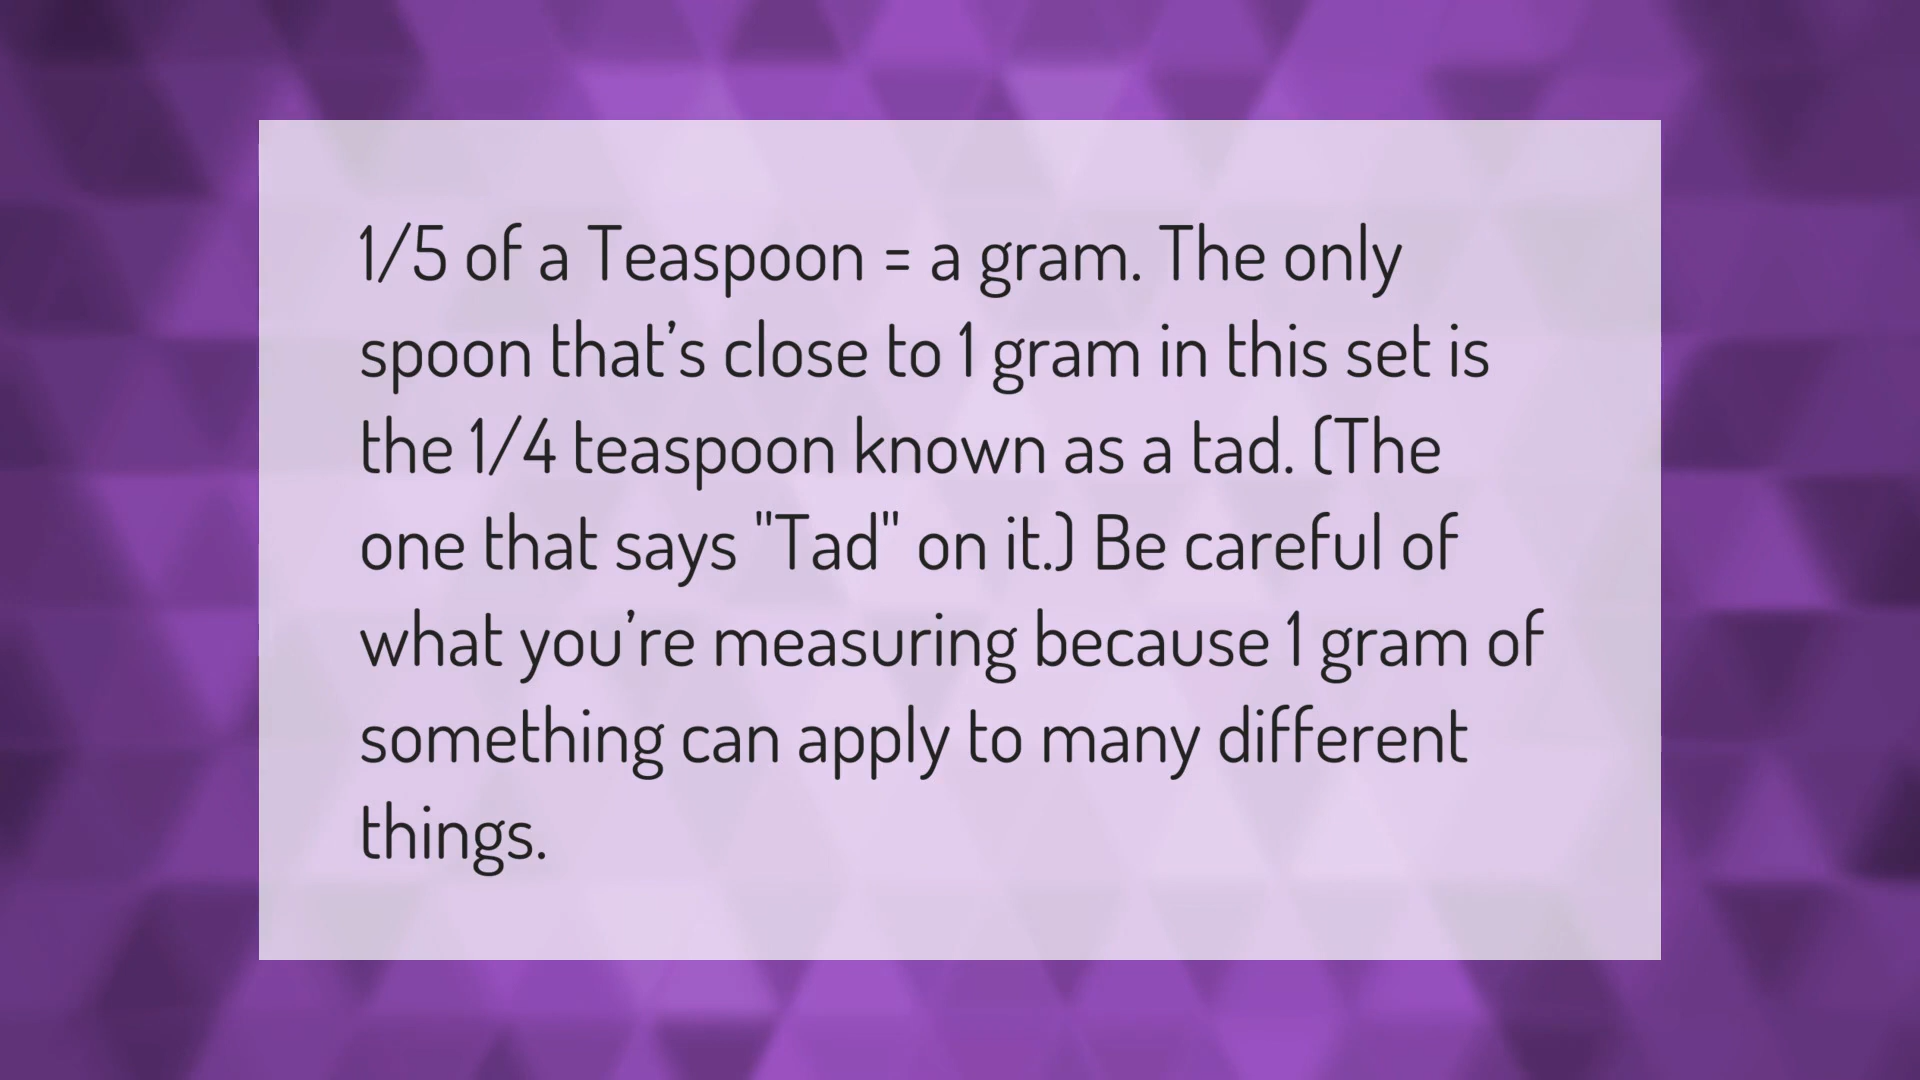 1/5 of a Teaspoon = a gram. The only
spoon that’s close to 1 gram in this set is
the 1/4 teaspoon known as a tad. (The
one that says "Tad" on it.) Be careful of
what you’re measuring because 1 gram of
something can apply to many different
things.